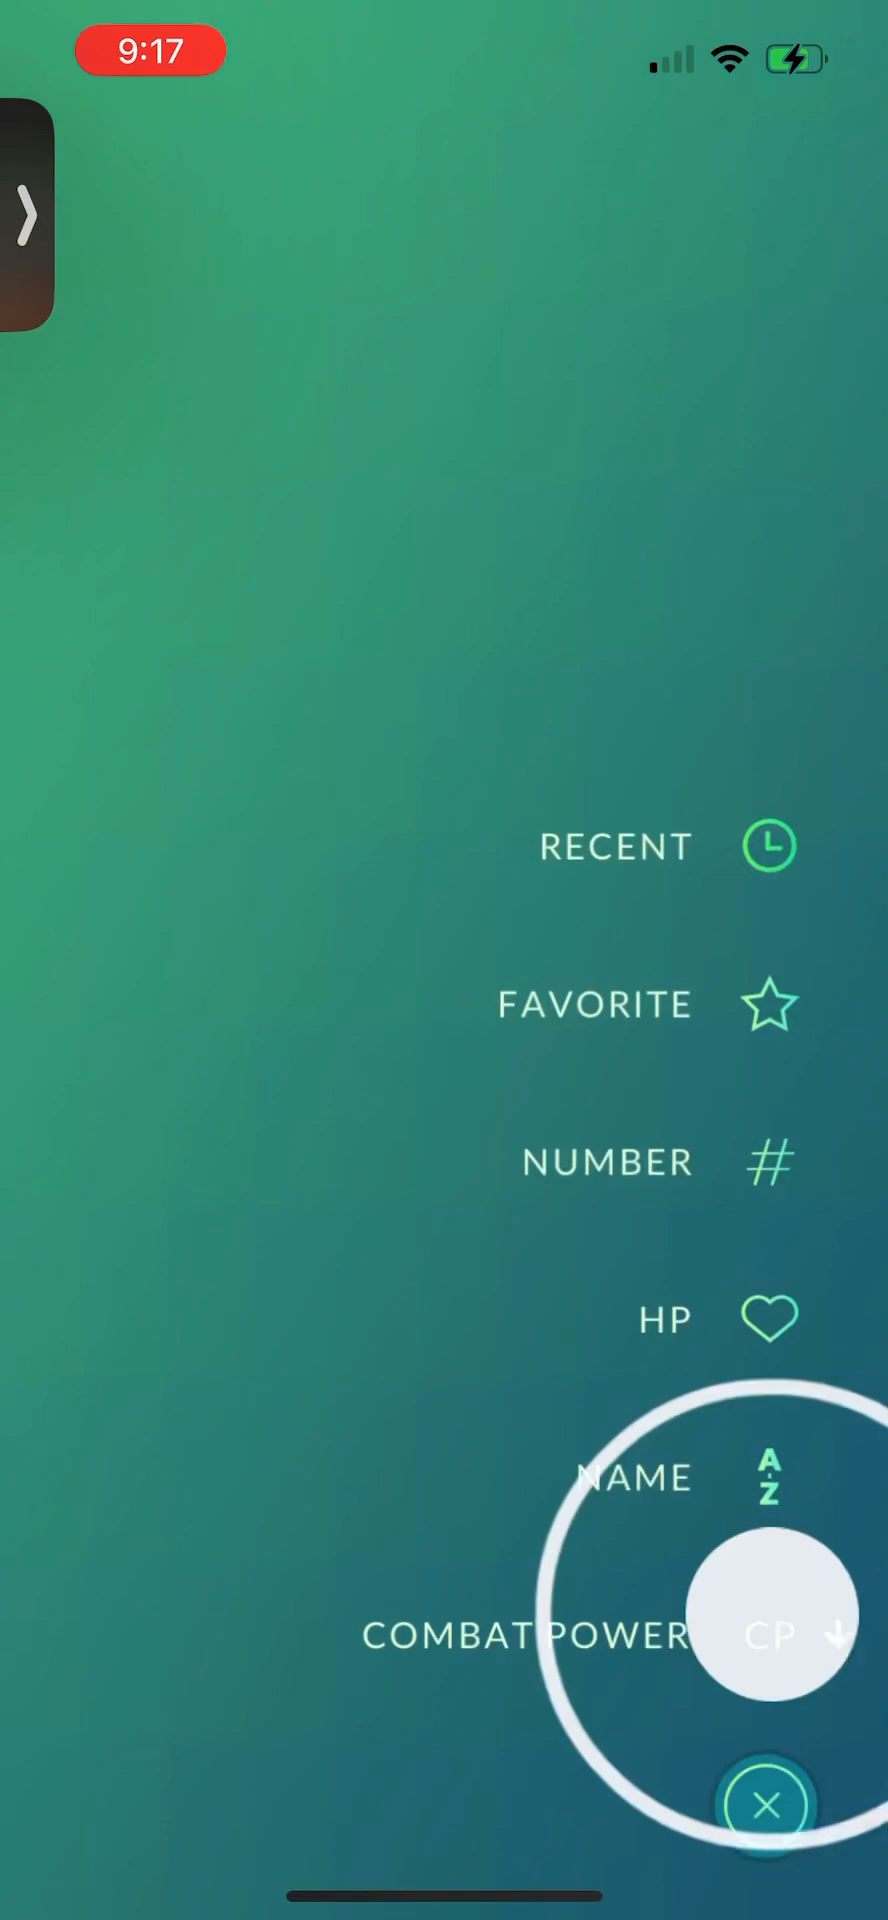 9:17
RECENT
FAVORITE
NUMBER
HP
NAME A-Z
COMBAT POWER CP